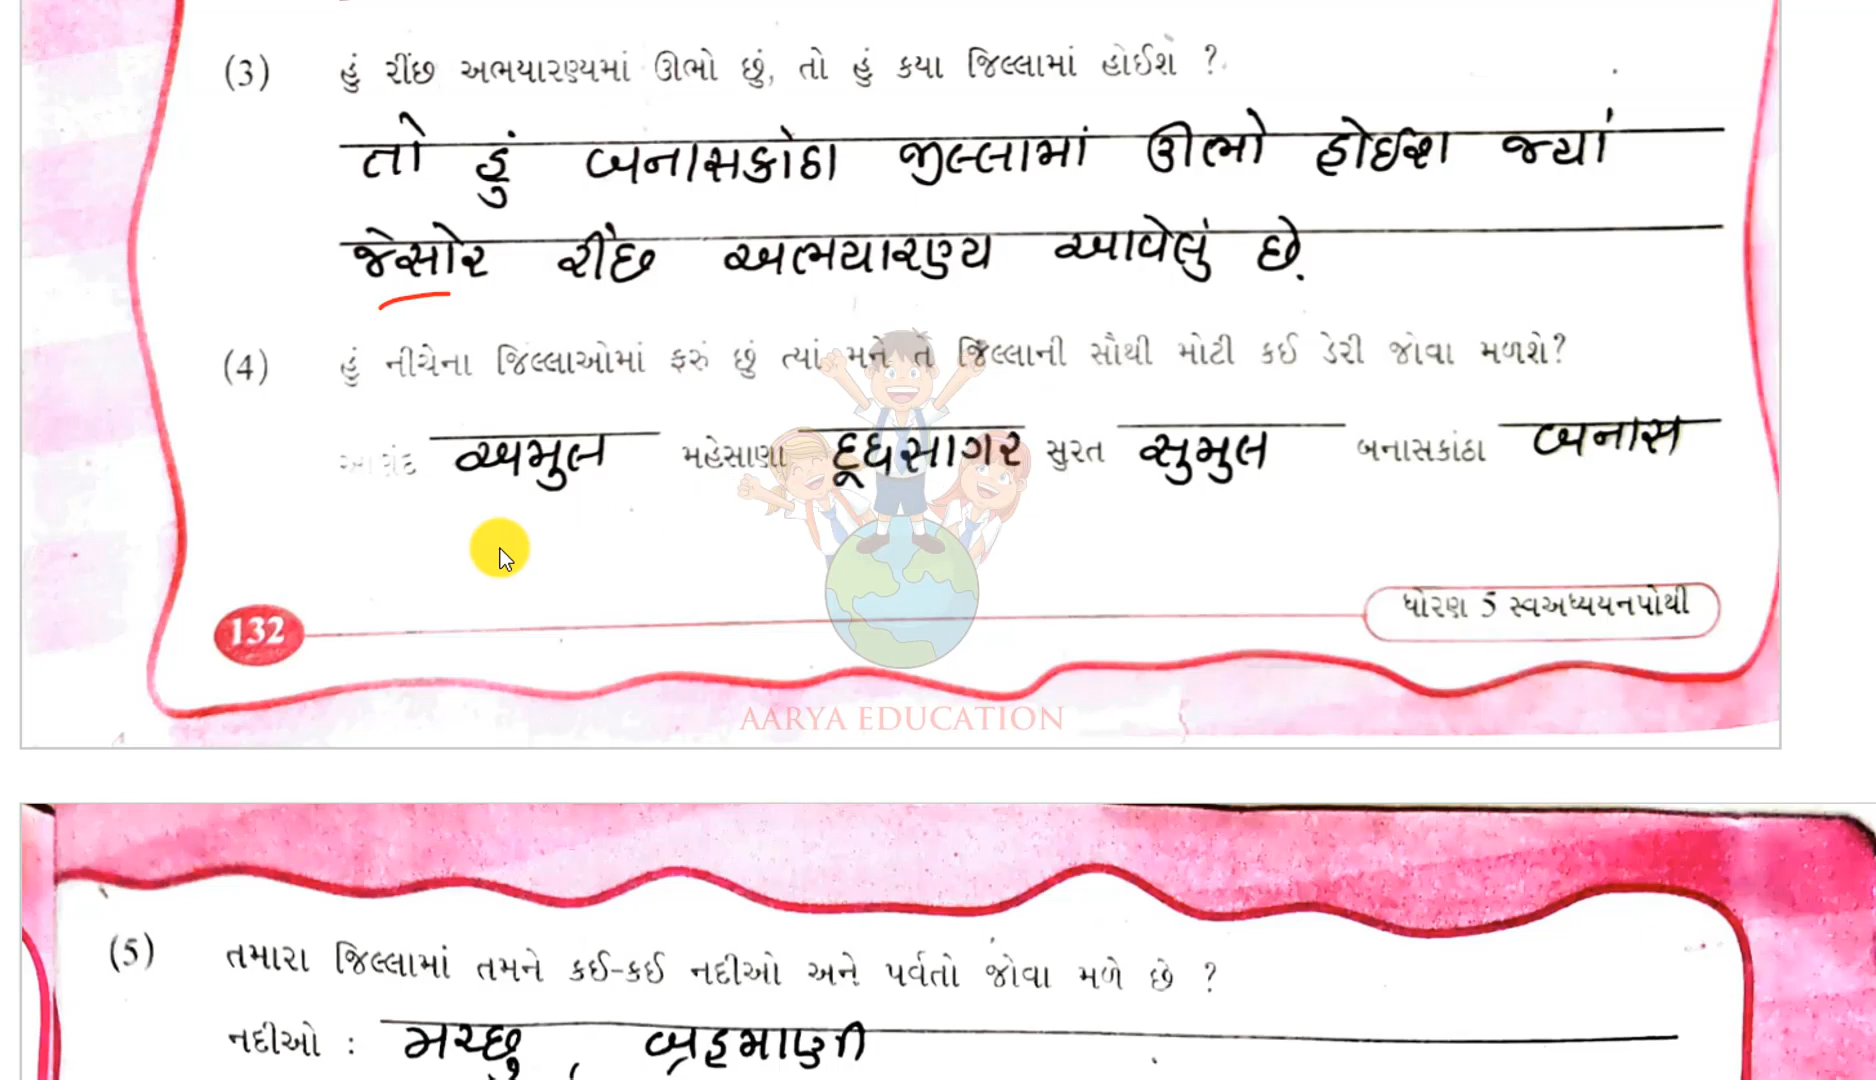 (3) હું રીંછ અભયારણ્યમાં ઊભો છું, તો હું કયા જિલ્લામાં હોઈશ ?
તો હું બનાસકાંઠા જીલ્લામાં ઊભો હોઈશ જ્યાં
જેસોર રીંછ અભયારણ્ય આવેલું છે.
(4) હું નીચેના જિલ્લાઓમાં ફરું છું ત્યાં મને તે જિલ્લાની સૌથી મોટી કઈ ડેરી જોવા મળશે?
અમુલ મહેસાણા દૂધસાગર સુરત સુમુલ બનાસકાંઠા બનાસ
132 ધોરણ 5 સ્વઅધ્યયનપોથી
AARYA EDUCATION
(5) તમારા જિલ્લામાં તમને કઈ-કઈ નદીઓ અને પર્વતો જોવા મળે છે ?
નદીઓ : મચ્છુ, બ્રહ્માણી